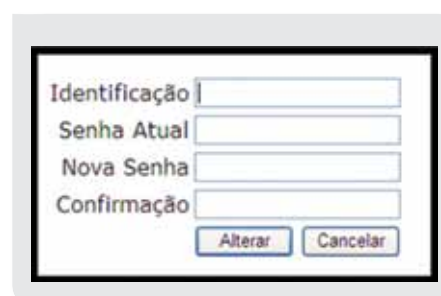 Identificação
Senha Atual
Nova Senha
Confirmação
Alterar Cancelar